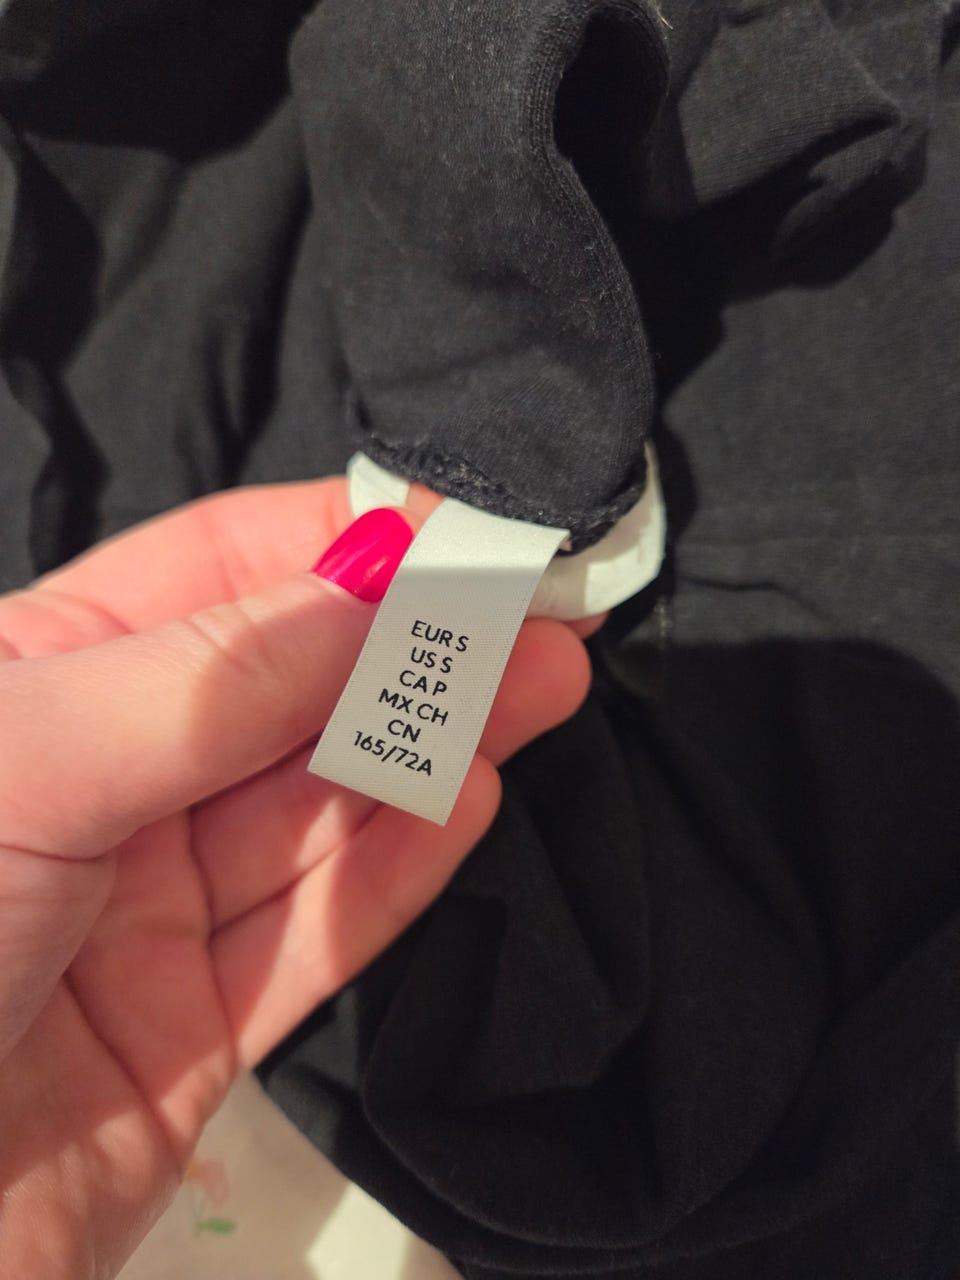 EUR S
US S
CA P
MX CH
CN
165/72A